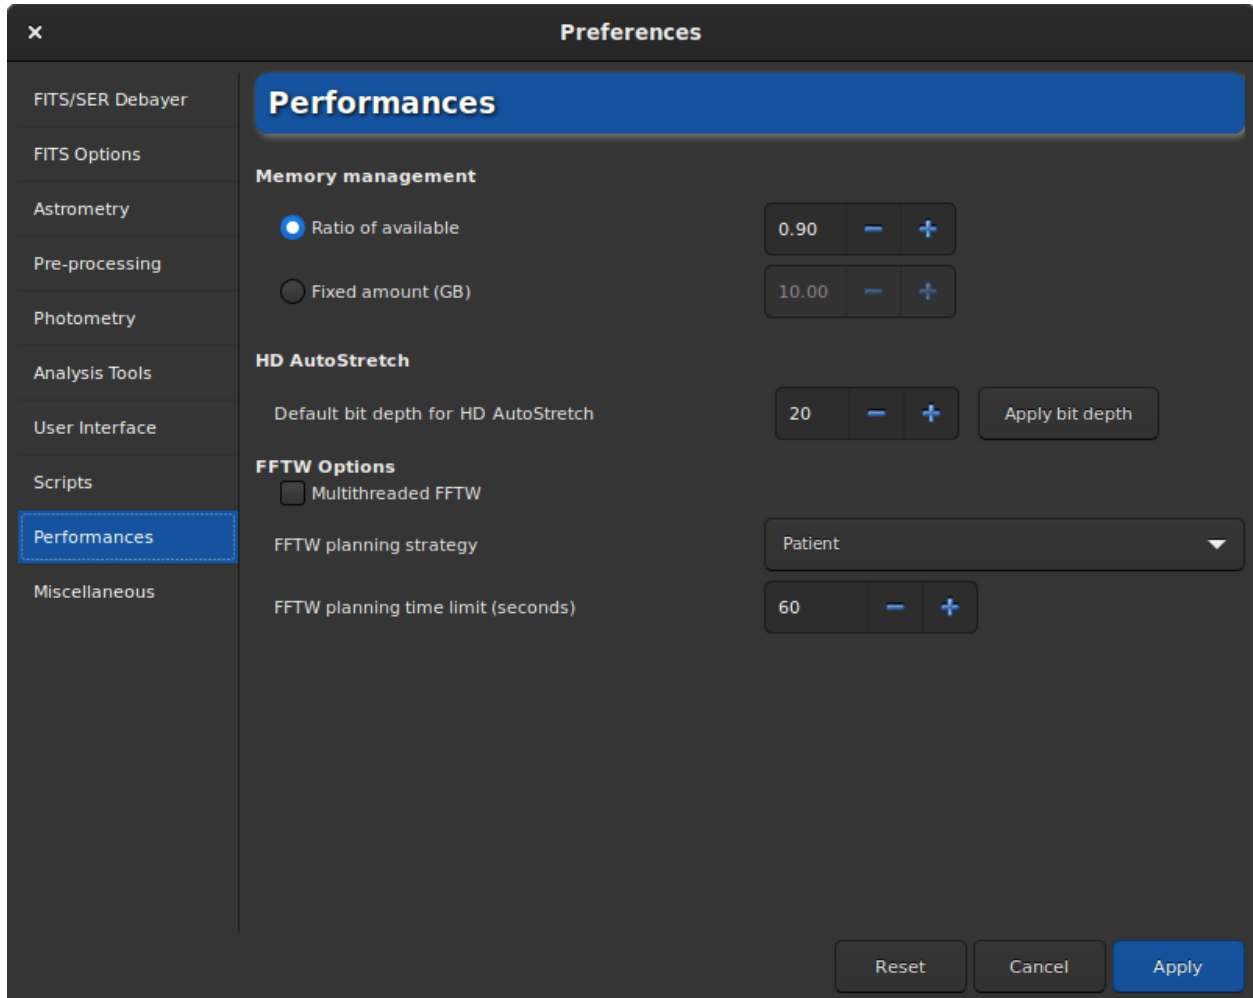 Preferences
FITS/SER Debayer
FITS Options
Astrometry
Pre-processing
Photometry
Analysis Tools
User Interface
Scripts
Performances
Miscellaneous
Performances
Memory management
Ratio of available 0.90
Fixed amount (GB) 10.00
HD AutoStretch
Default bit depth for HD AutoStretch 20 Apply bit depth
FFTW Options
Multithreaded FFTW
FFTW planning strategy Patient
FFTW planning time limit (seconds) 60
Reset Cancel Apply